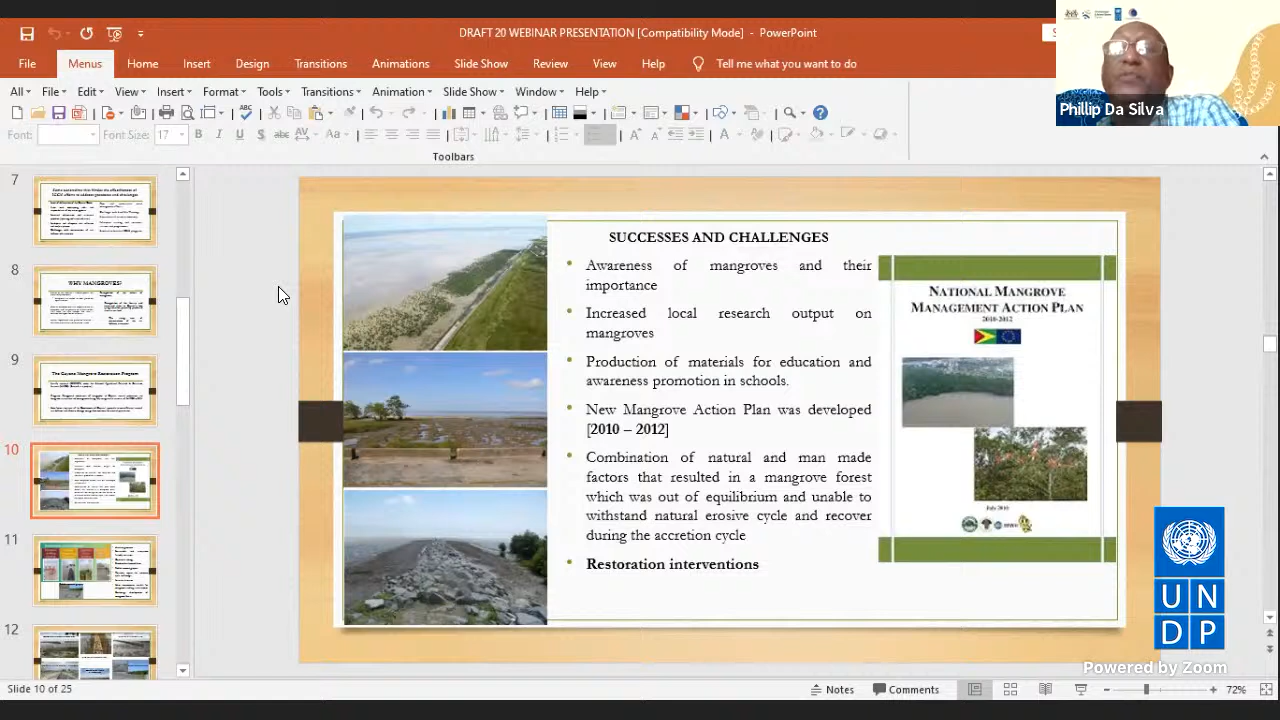 DRAFT 20 WEBINAR PRESENTATION [Compatibility Mode] - PowerPoint
File Menus Home Insert Design Transitions Animations Slide Show Review View Help Tell me what you want to do
All File Edit View Insert Format Tools Transitions Animation Slide Show Window Help
Font: Font Size: 17
Toolbars
Phillip Da Silva
7
8
WHY MANGROVES?
9
The Guyana Mangrove Restoration Program
10
11
12
SUCCESSES AND CHALLENGES
Awareness of mangroves and their
importance
Increased local research output on
mangroves
Production of materials for education and
awareness promotion in schools.
New Mangrove Action Plan was developed
[2010 – 2012]
Combination of natural and man made
factors that resulted in a mangrove forest
which was out of equilibrium and unable to
withstand natural erosive cycle and recover
during the accretion cycle
Restoration interventions
NATIONAL MANGROVE
MANAGEMENT ACTION PLAN
2010-2012
July 2010
U N
D P
Powered by Zoom
Slide 10 of 25
Notes Comments 72%